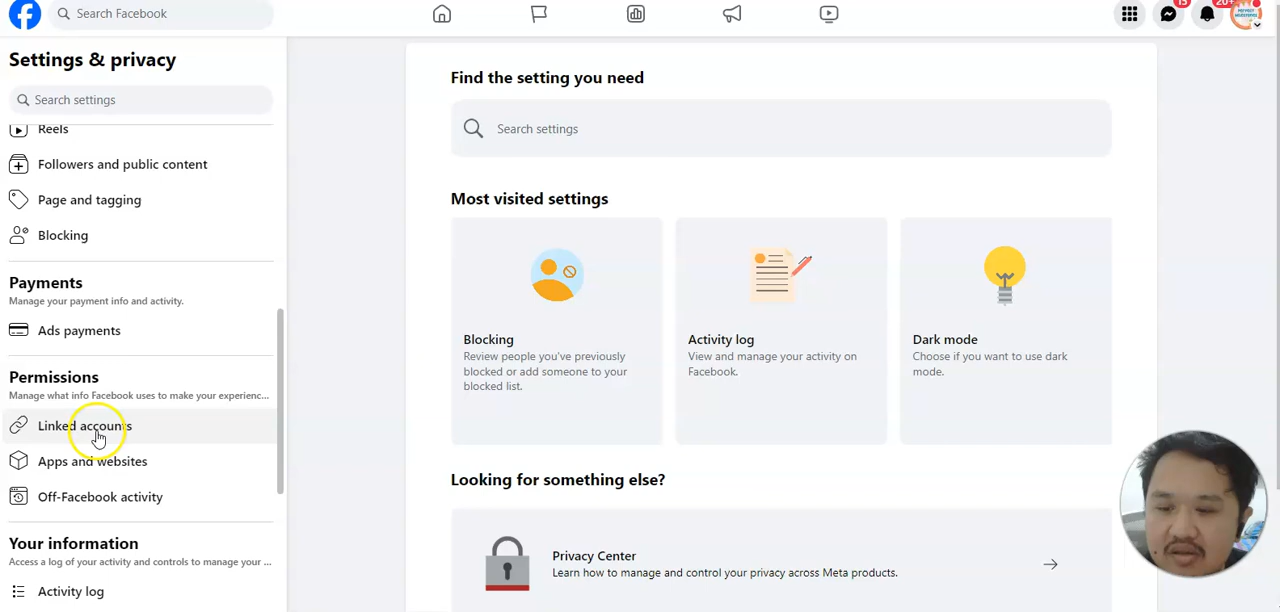 Search Facebook
15
20+
Settings & privacy
Search settings
Reels
Followers and public content
Page and tagging
Blocking
Payments
Manage your payment info and activity.
Ads payments
Permissions
Manage what info Facebook uses to make your experienc...
Linked accounts
Apps and websites
Off-Facebook activity
Your information
Access a log of your activity and controls to manage your ...
Activity log
Find the setting you need
Search settings
Most visited settings
Blocking
Review people you've previously
blocked or add someone to your
blocked list.
Activity log
View and manage your activity on
Facebook.
Dark mode
Choose if you want to use dark
mode.
Looking for something else?
Privacy Center
Learn how to manage and control your privacy across Meta products.